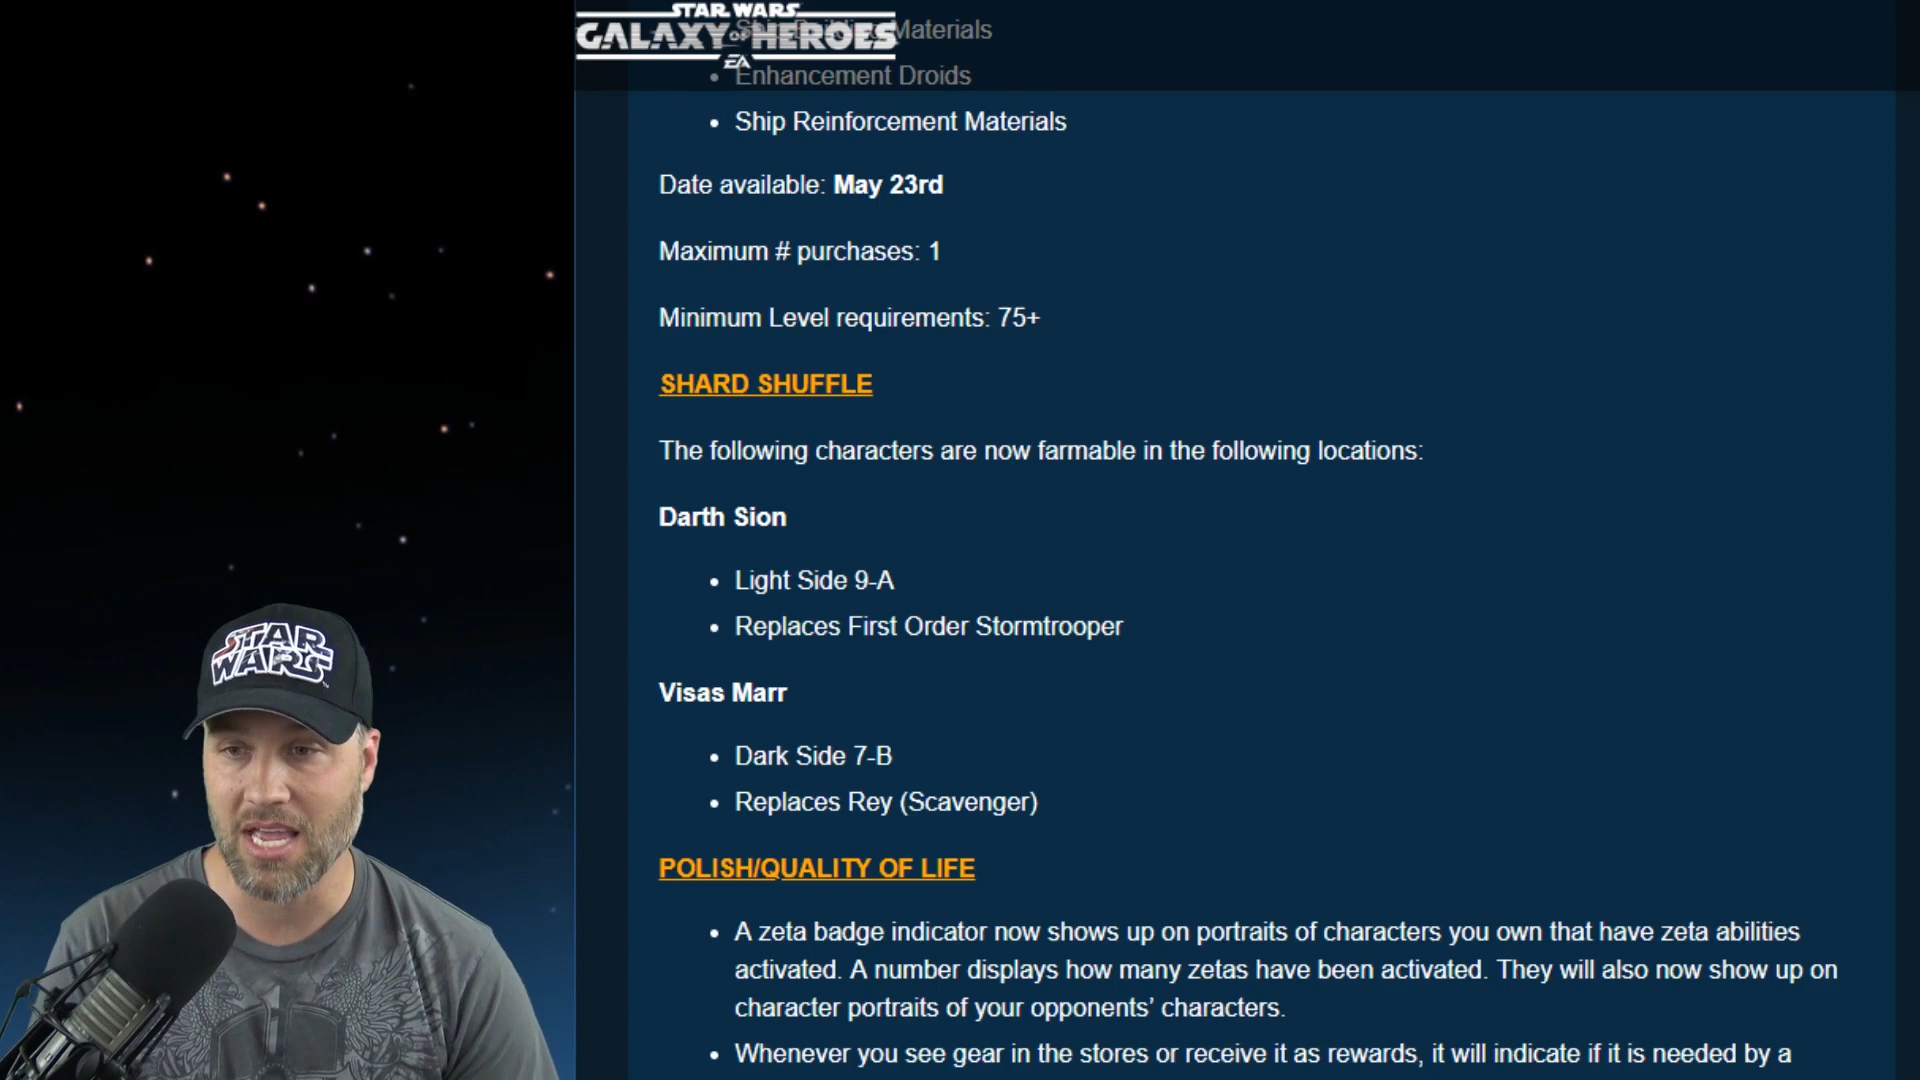 STAR WARS
GALAXY OF HEROES
EA
Ship Building Materials
Enhancement Droids
Ship Reinforcement Materials
Date available: May 23rd
Maximum # purchases: 1
Minimum Level requirements: 75+
SHARD SHUFFLE
The following characters are now farmable in the following locations:
Darth Sion
Light Side 9-A
Replaces First Order Stormtrooper
Visas Marr
Dark Side 7-B
Replaces Rey (Scavenger)
POLISH/QUALITY OF LIFE
A zeta badge indicator now shows up on portraits of characters you own that have zeta abilities
activated. A number displays how many zetas have been activated. They will also now show up on
character portraits of your opponents’ characters.
Whenever you see gear in the stores or receive it as rewards, it will indicate if it is needed by a
STAR
WARS